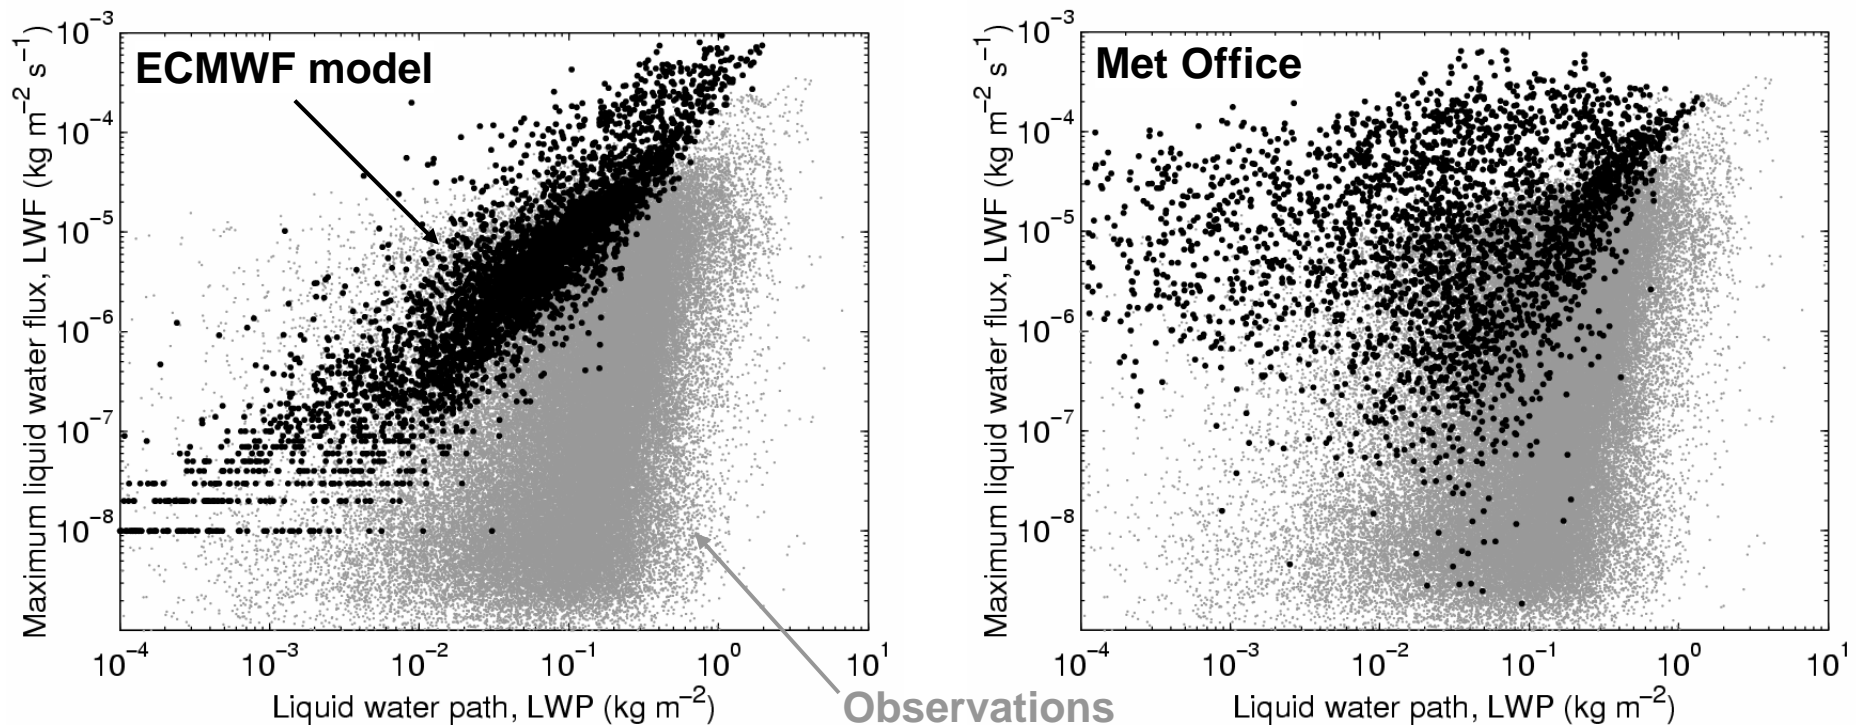 ECMWF model
Maximum liquid water flux, LWF (kg m⁻² s⁻¹)
10⁻³
10⁻⁴
10⁻⁵
10⁻⁶
10⁻⁷
10⁻⁸
10⁻⁴ 10⁻³ 10⁻² 10⁻¹ 10⁰ 10¹
Liquid water path, LWP (kg m⁻²)
Observations
Met Office
Maximum liquid water flux, LWF (kg m⁻² s⁻¹)
10⁻³
10⁻⁴
10⁻⁵
10⁻⁶
10⁻⁷
10⁻⁸
10⁻⁴ 10⁻³ 10⁻² 10⁻¹ 10⁰ 10¹
Liquid water path, LWP (kg m⁻²)